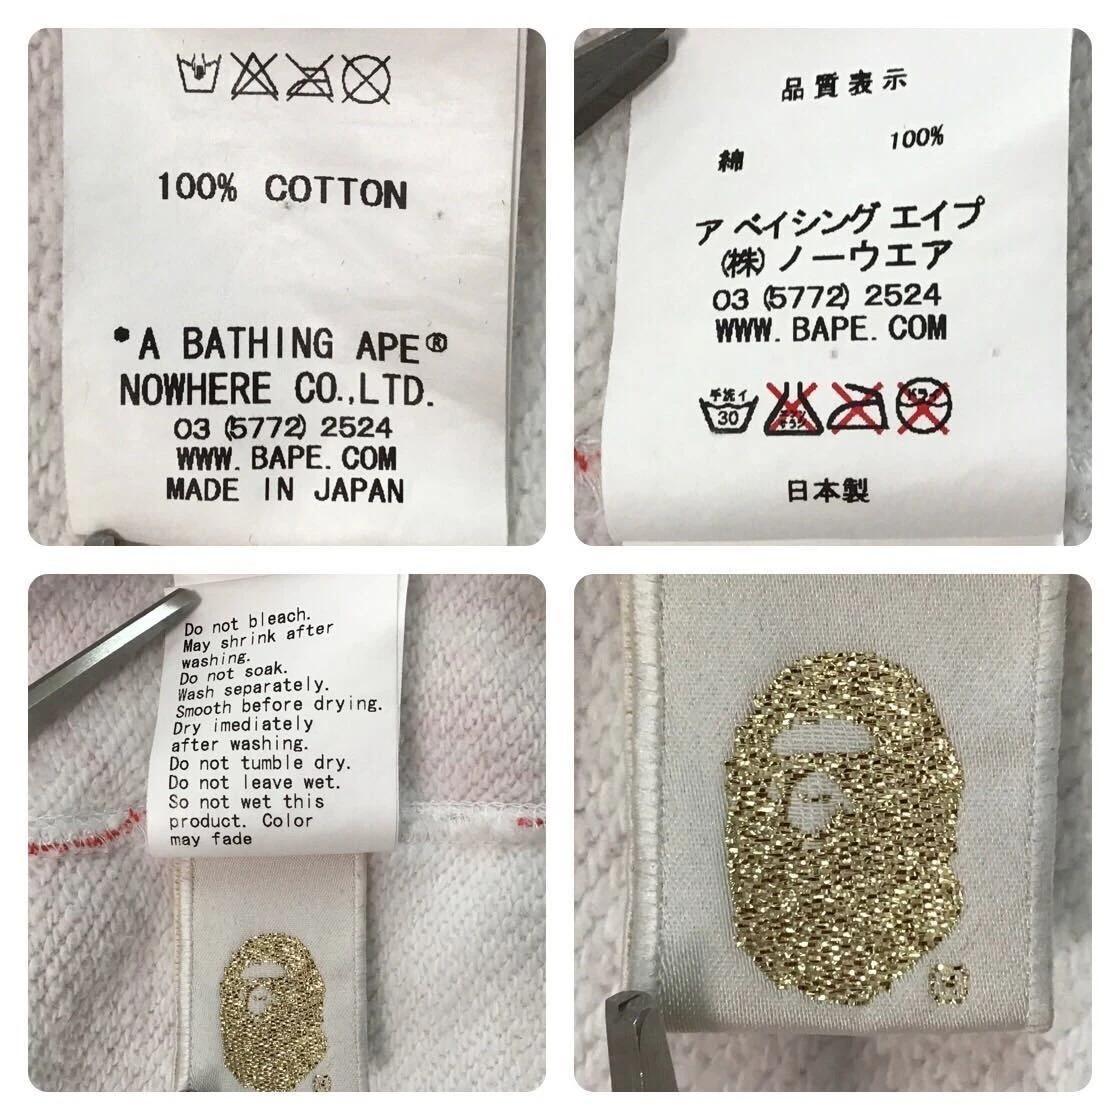 100% COTTON
*A BATHING APE®
NOWHERE CO.,LTD.
03 (5772) 2524
WWW. BAPE. COM
MADE IN JAPAN
品質表示
綿 100%
ア ベイシング エイプ
(株) ノーウエア
03 (5772) 2524
WWW. BAPE. COM
手洗イ
30
日本製
Do not bleach.
May shrink after
washing.
Do not soak.
Wash separately.
Smooth before drying.
Dry imediately
after washing.
Do not tumble dry.
Do not leave wet.
So not wet this
product. Color
may fade